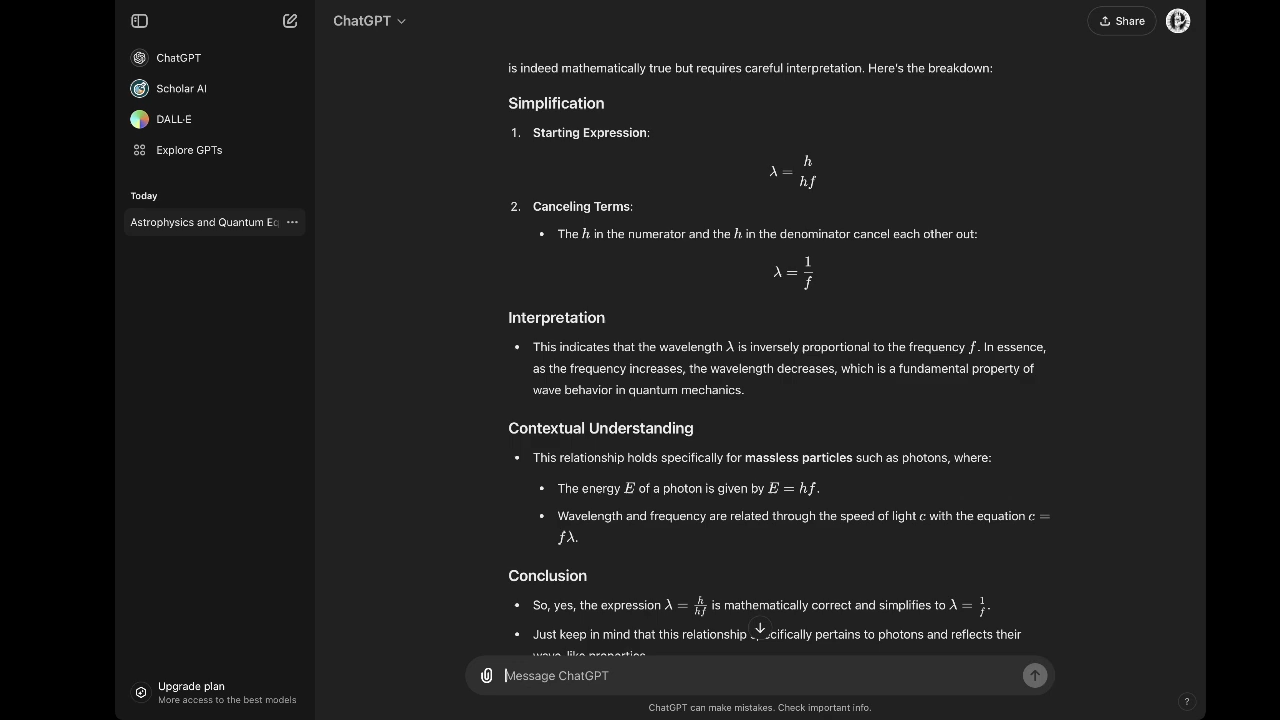 ChatGPT
Share
ChatGPT
Scholar AI
DALL·E
Explore GPTs
Today
Astrophysics and Quantum Eq
is indeed mathematically true but requires careful interpretation. Here's the breakdown:
Simplification
1. Starting Expression:
λ = h/hf
2. Canceling Terms:
• The h in the numerator and the h in the denominator cancel each other out:
λ = 1/f
Interpretation
• This indicates that the wavelength λ is inversely proportional to the frequency f. In essence,
as the frequency increases, the wavelength decreases, which is a fundamental property of
wave behavior in quantum mechanics.
Contextual Understanding
• This relationship holds specifically for massless particles such as photons, where:
• The energy E of a photon is given by E = hf.
• Wavelength and frequency are related through the speed of light c with the equation c =
fλ.
Conclusion
• So, yes, the expression λ = h/hf is mathematically correct and simplifies to λ = 1/f.
• Just keep in mind that this relationship specifically pertains to photons and reflects their
wave-like properties.
Upgrade plan
More access to the best models
Message ChatGPT
ChatGPT can make mistakes. Check important info.
?